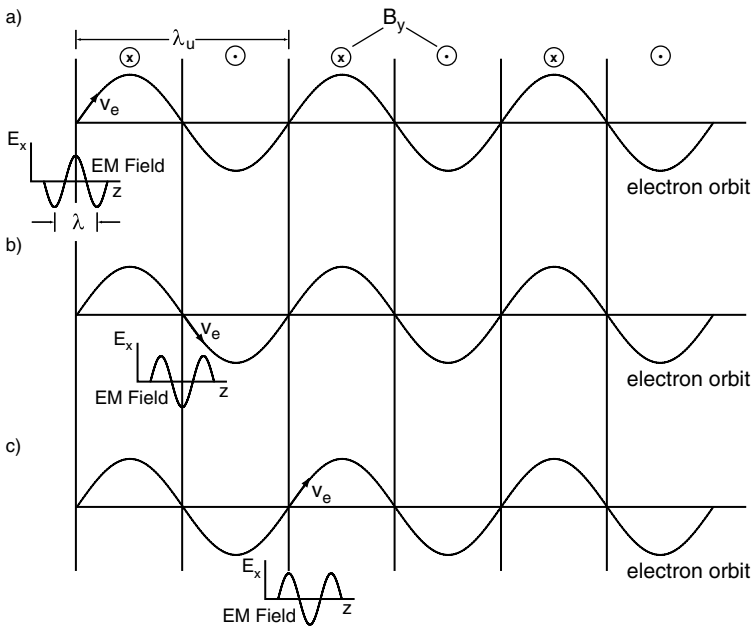 a)
λu
By
x
x
x
ve
Ex
EM Field
z
λ
electron orbit
b)
ve
Ex
EM Field
z
electron orbit
c)
ve
Ex
EM Field
z
electron orbit